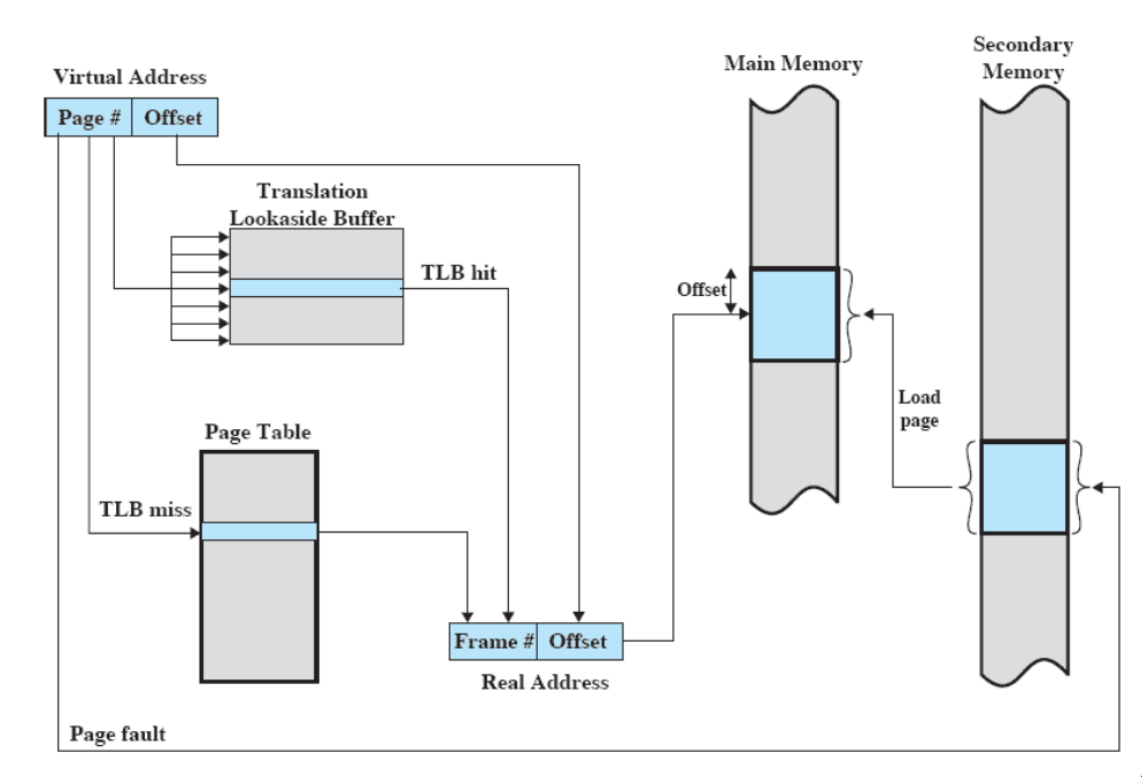 Virtual Address
Page #
Offset
Translation
Lookaside Buffer
TLB hit
Page Table
TLB miss
Frame #
Offset
Real Address
Page fault
Main Memory
Offset
Load
page
Secondary
Memory